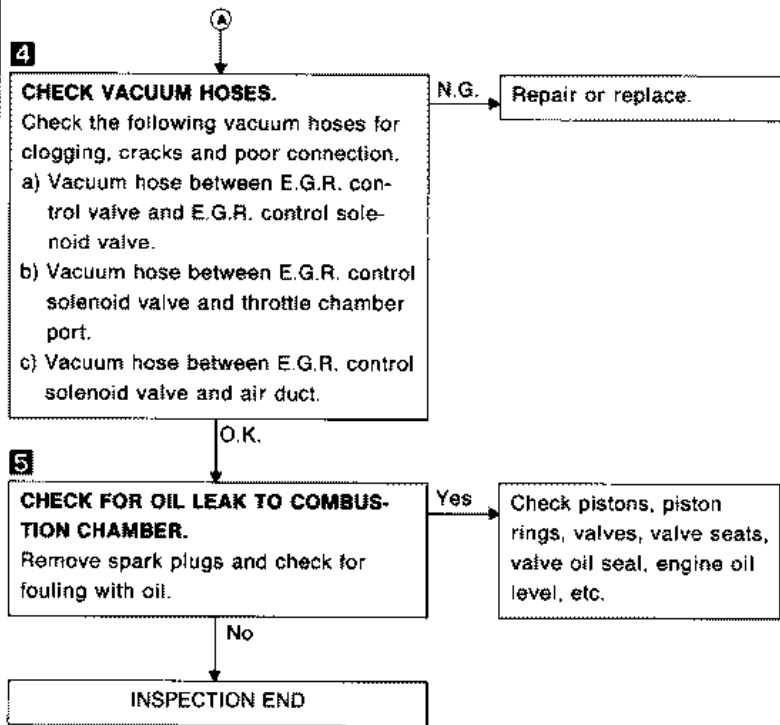 A
4
CHECK VACUUM HOSES.
Check the following vacuum hoses for
clogging, cracks and poor connection.
a) Vacuum hose between E.G.R. con-
trol valve and E.G.R. control sole-
noid valve.
b) Vacuum hose between E.G.R. control
solenoid valve and throttle chamber
port.
c) Vacuum hose between E.G.R. control
solenoid valve and air duct.
N.G.
Repair or replace.
O.K.
5
CHECK FOR OIL LEAK TO COMBUS-
TION CHAMBER.
Remove spark plugs and check for
fouling with oil.
Yes
Check pistons, piston
rings, valves, valve seats,
valve oil seal, engine oil
level, etc.
No
INSPECTION END